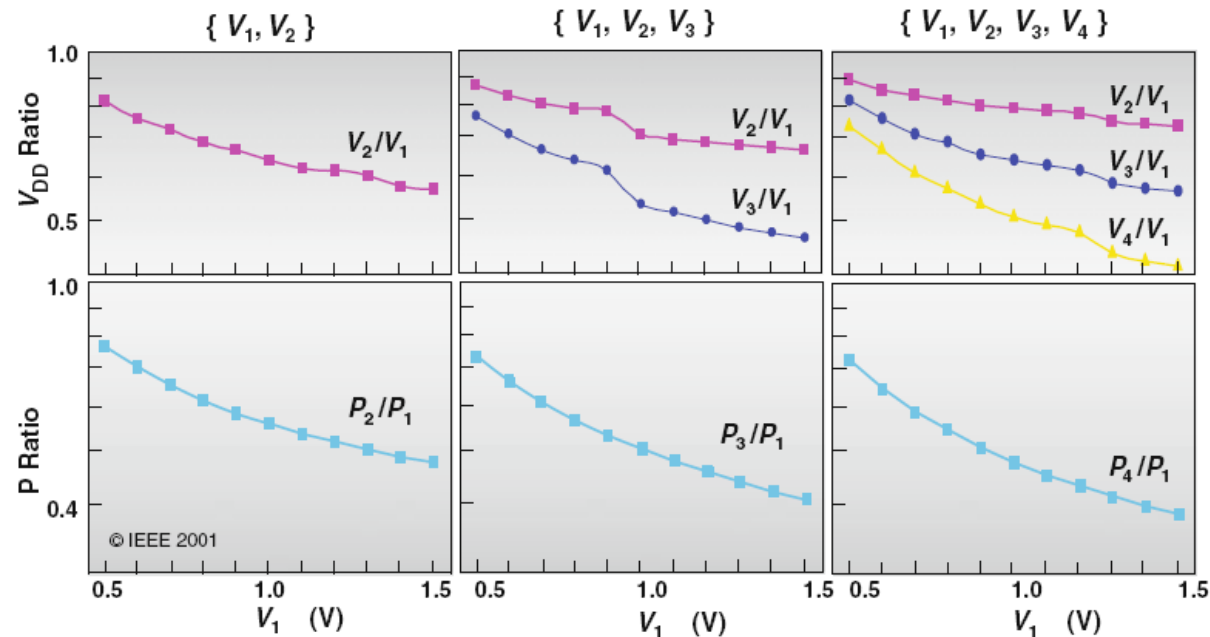 { V1, V2 }
{ V1, V2, V3 }
{ V1, V2, V3, V4 }
1.0
VDD Ratio
0.5
V2/V1
V2/V1
V3/V1
V2/V1
V3/V1
V4/V1
1.0
P Ratio
0.4
P2/P1
P3/P1
P4/P1
© IEEE 2001
0.5 1.0 1.5
V1 (V)
0.5 1.0 1.5
V1 (V)
0.5 1.0 1.5
V1 (V)